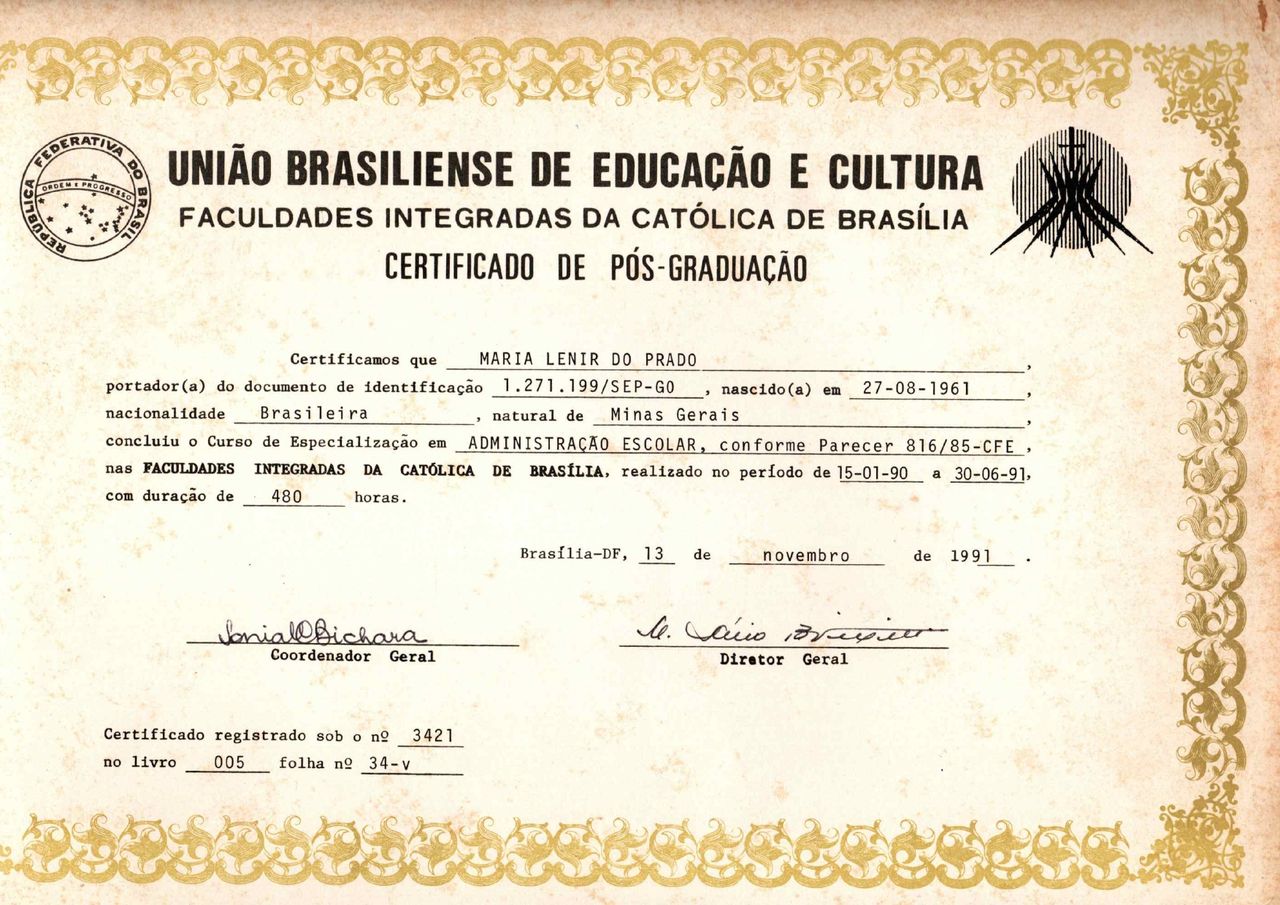 REPÚBLICA FEDERATIVA DO BRASIL
ORDEM E PROGRESSO
UNIÃO BRASILIENSE DE EDUCAÇÃO E CULTURA
FACULDADES INTEGRADAS DA CATÓLICA DE BRASÍLIA
CERTIFICADO DE PÓS-GRADUAÇÃO
Certificamos que MARIA LENIR DO PRADO,
portador(a) do documento de identificação 1.271.199/SEP-GO, nascido(a) em 27-08-1961,
nacionalidade Brasileira, natural de Minas Gerais,
concluiu o Curso de Especialização em ADMINISTRAÇÃO ESCOLAR, conforme Parecer 816/85-CFE,
nas FACULDADES INTEGRADAS DA CATÓLICA DE BRASÍLIA, realizado no período de 15-01-90 a 30-06-91,
com duração de 480 horas.
Brasília-DF, 13 de novembro de 1991.
Bichara
Coordenador Geral
Diretor Geral
Certificado registrado sob o nº 3421
no livro 005 folha nº 34-v